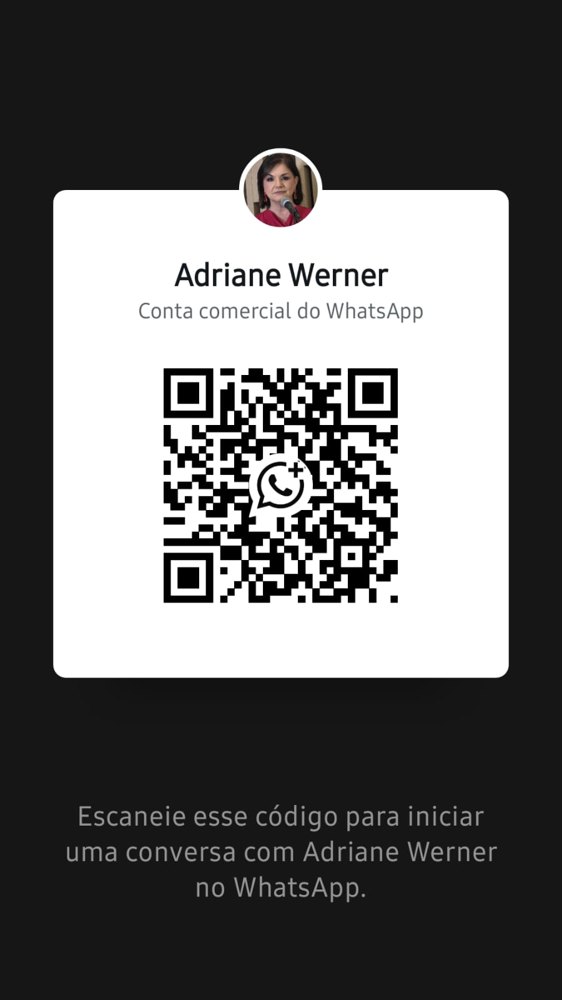 Adriane Werner
Conta comercial do WhatsApp
Escaneie esse código para iniciar
uma conversa com Adriane Werner
no WhatsApp.